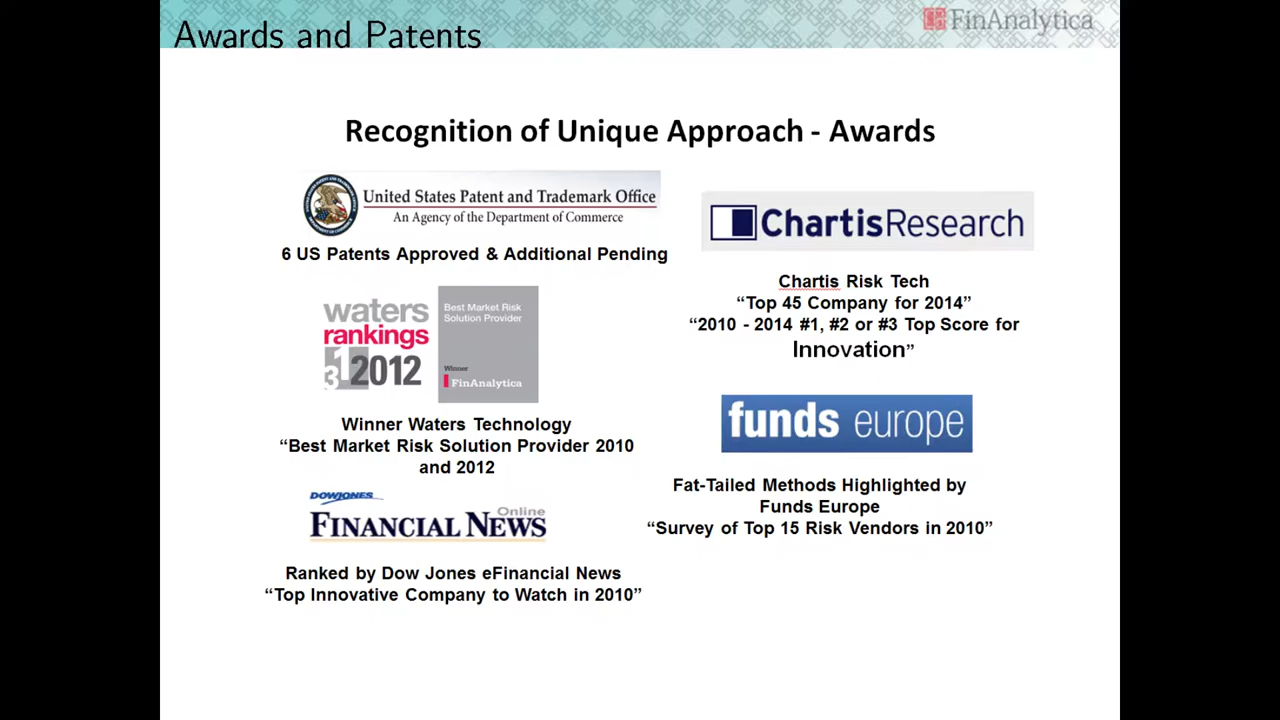 Awards and Patents
FinAnalytica
Recognition of Unique Approach - Awards
United States Patent and Trademark Office
An Agency of the Department of Commerce
6 US Patents Approved & Additional Pending
ChartisResearch
Chartis Risk Tech
“Top 45 Company for 2014”
“2010 - 2014 #1, #2 or #3 Top Score for
Innovation”
waters
rankings
312012
Best Market Risk
Solution Provider
Winner
FinAnalytica
Winner Waters Technology
“Best Market Risk Solution Provider 2010
and 2012
funds europe
Fat-Tailed Methods Highlighted by
Funds Europe
“Survey of Top 15 Risk Vendors in 2010”
DOWJONES
Online
FINANCIAL NEWS
Ranked by Dow Jones eFinancial News
“Top Innovative Company to Watch in 2010”